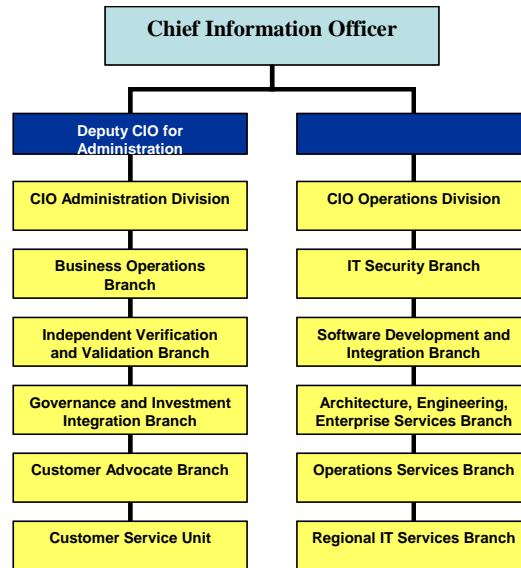 Chief Information Officer
Deputy CIO for
Administration
CIO Administration Division
CIO Operations Division
Business Operations
Branch
IT Security Branch
Independent Verification
and Validation Branch
Software Development and
Integration Branch
Governance and Investment
Integration Branch
Architecture, Engineering,
Enterprise Services Branch
Customer Advocate Branch
Operations Services Branch
Customer Service Unit
Regional IT Services Branch